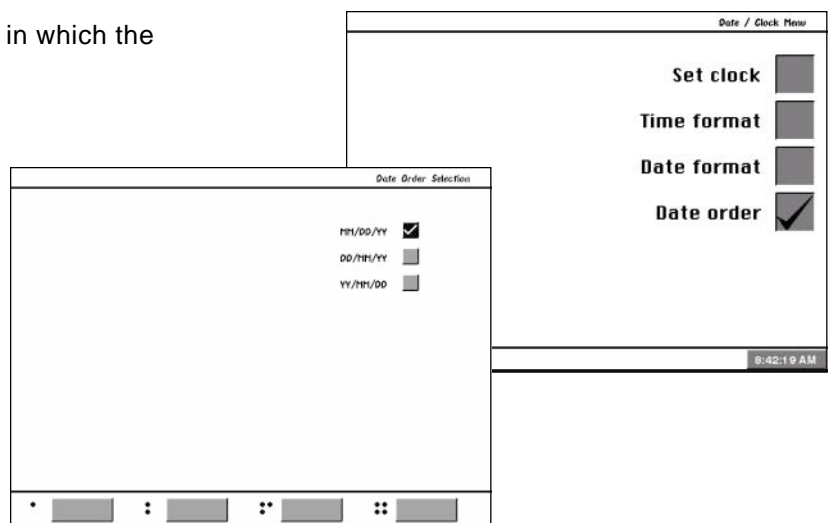 in which the
Date / Clock Menu
Set clock
Time format
Date format
Date order
8:42:19 AM
Date Order Selection
MM/DD/YY
DD/MM/YY
YY/MM/DD